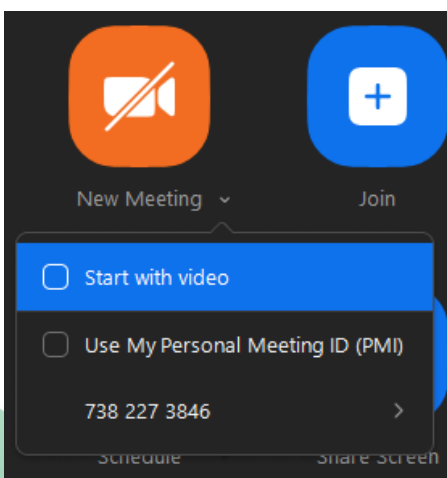 New Meeting
Join
Start with video
Use My Personal Meeting ID (PMI)
738 227 3846
Schedule
Share Screen